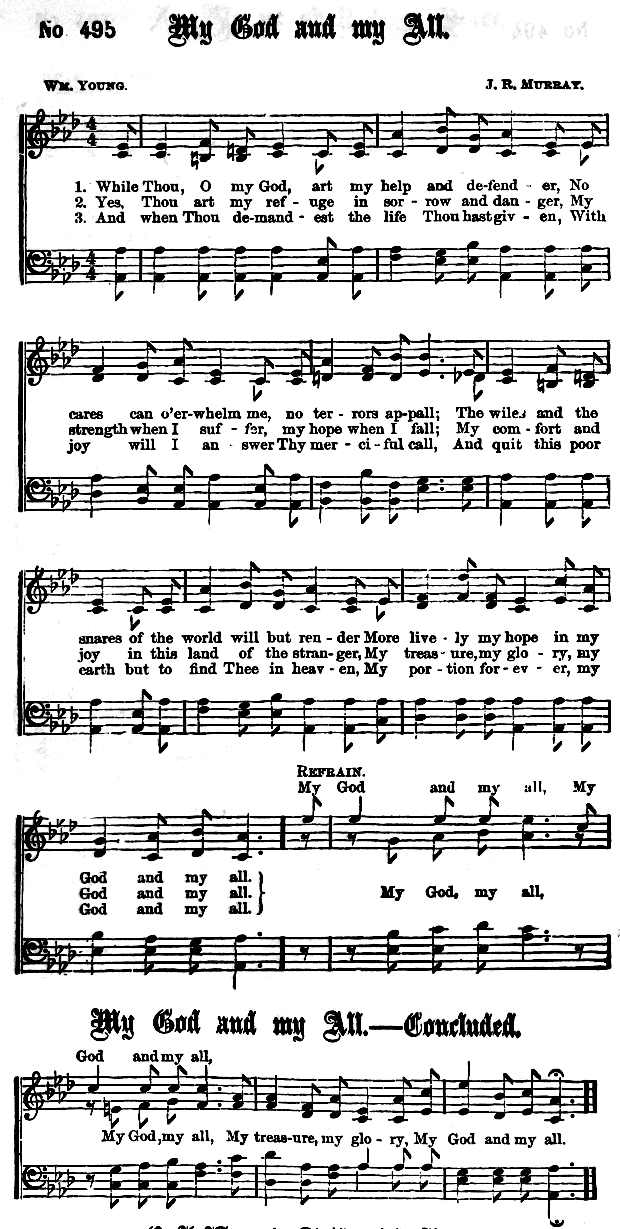 No. 495 My God and my All.
Wm. Young. J. R. Murray.
1. While Thou, O my God, art my help and de-fend - er, No
2. Yes, Thou art my ref - uge in sor - row and dan - ger, My
3. And when Thou de-mand - est the life Thou hast giv - en, With
cares can o'er-whelm me, no ter - rors ap-pall; The wiles and the
strength when I suf - fer, my hope when I fall; My com - fort and
joy will I an - swer Thy mer - ci - ful call, And quit this poor
snares of the world will but ren - der More live - ly my hope in my
joy in this land of the stran-ger, My treas-ure, my glo - ry, my
earth but to find Thee in heav - en, My por - tion for - ev - er, my
Refrain.
My God and my all, My
God and my all.
God and my all. My God, my all,
God and my all.
My God and my All.—Concluded.
God and my all,
My God, my all, My treas-ure, my glo - ry, My God and my all.